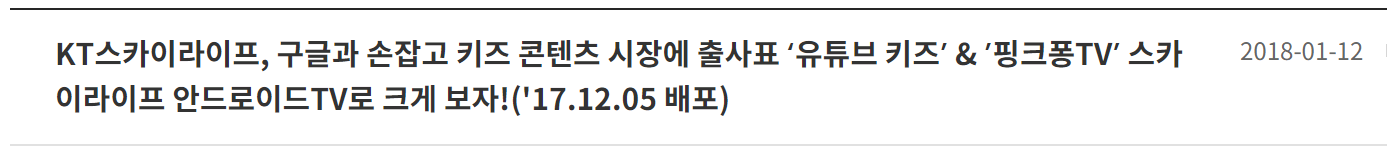 KT스카이라이프, 구글과 손잡고 키즈 콘텐츠 시장에 출사표 ‘유튜브 키즈’ & ’핑크퐁TV’ 스카
2018-01-12
이라이프 안드로이드TV로 크게 보자!('17.12.05 배포)